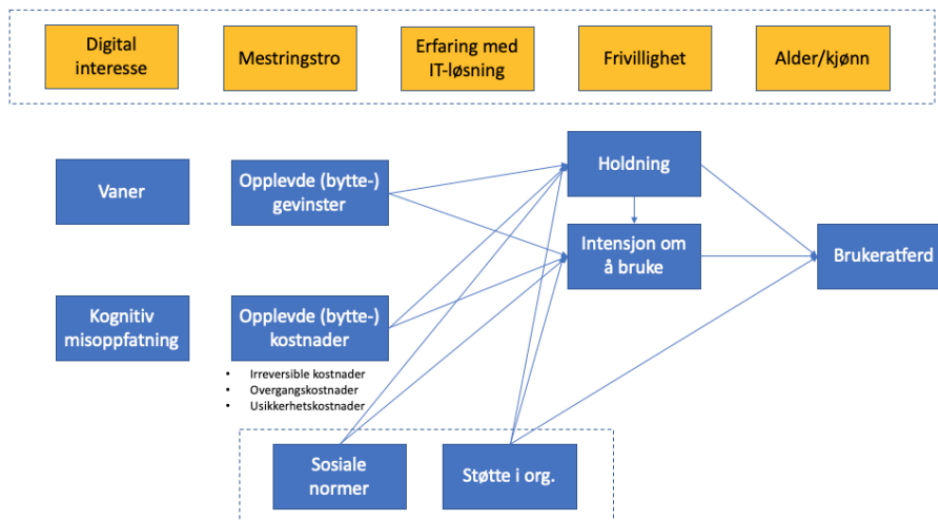 Digital
interesse
Mestringstro
Erfaring med
IT-løsning
Frivillighet
Alder/kjønn
Vaner
Opplevde (bytte-)
gevinster
Holdning
Intensjon om
å bruke
Brukeratferd
Kognitiv
misoppfatning
Opplevde (bytte-)
kostnader
• Irreversible kostnader
• Overgangskostnader
• Usikkerhetskostnader
Sosiale
normer
Støtte i org.